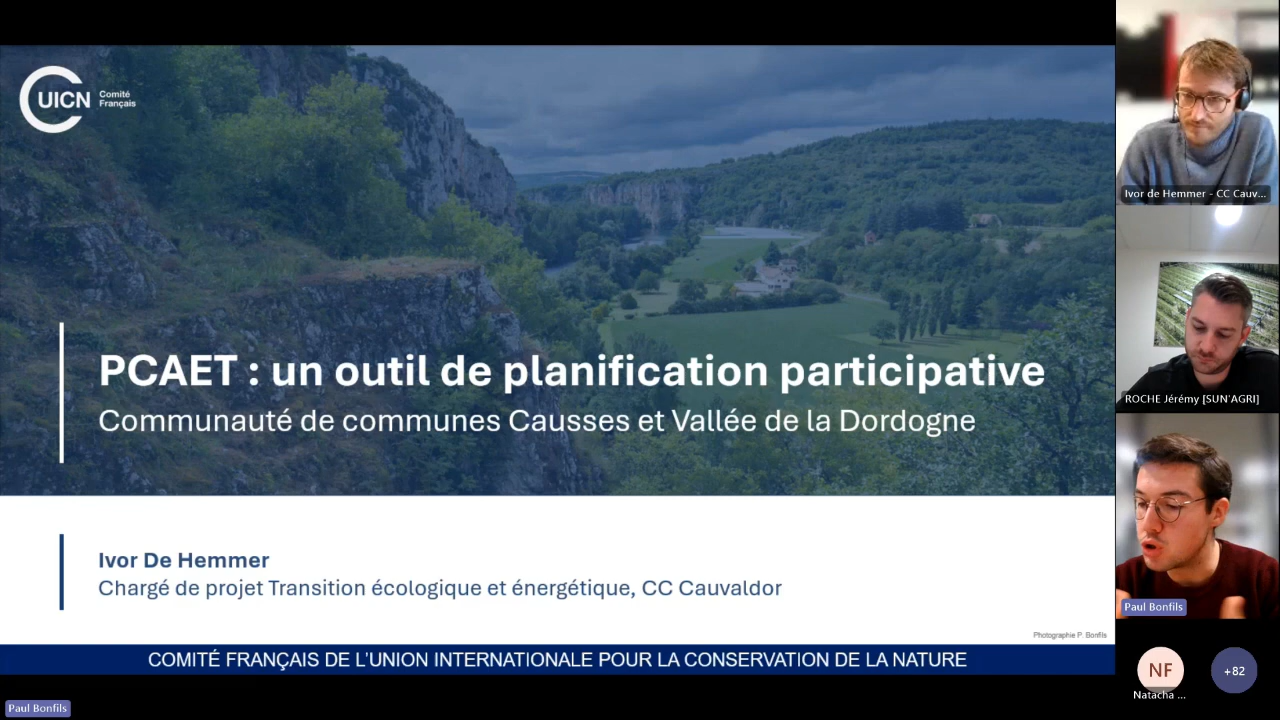 UICN
Comité
Français
PCAET : un outil de planification participative
Communauté de communes Causses et Vallée de la Dordogne
Ivor De Hemmer
Chargé de projet Transition écologique et énergétique, CC Cauvaldor
Photographie P. Bonfils
COMITÉ FRANÇAIS DE L'UNION INTERNATIONALE POUR LA CONSERVATION DE LA NATURE
Paul Bonfils
Ivor de Hemmer - CC Cauv...
ROCHE Jérémy [SUN'AGRI]
Paul Bonfils
NF
Natacha ...
+82